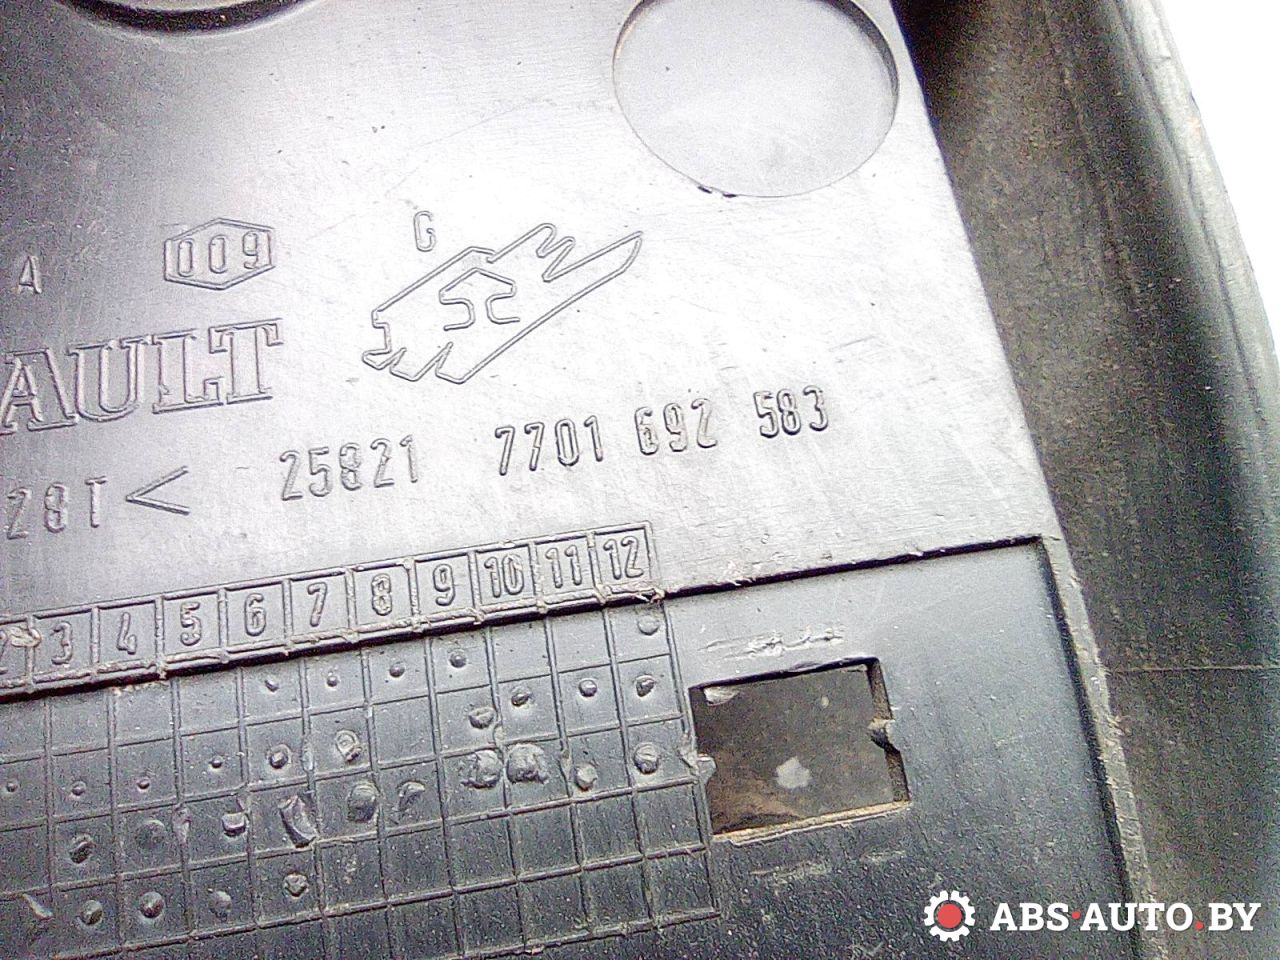 A 009 G
AULT
28T < 25821 7701 692 583
2 3 4 5 6 7 8 9 10 11 12
ABS-AUTO.BY